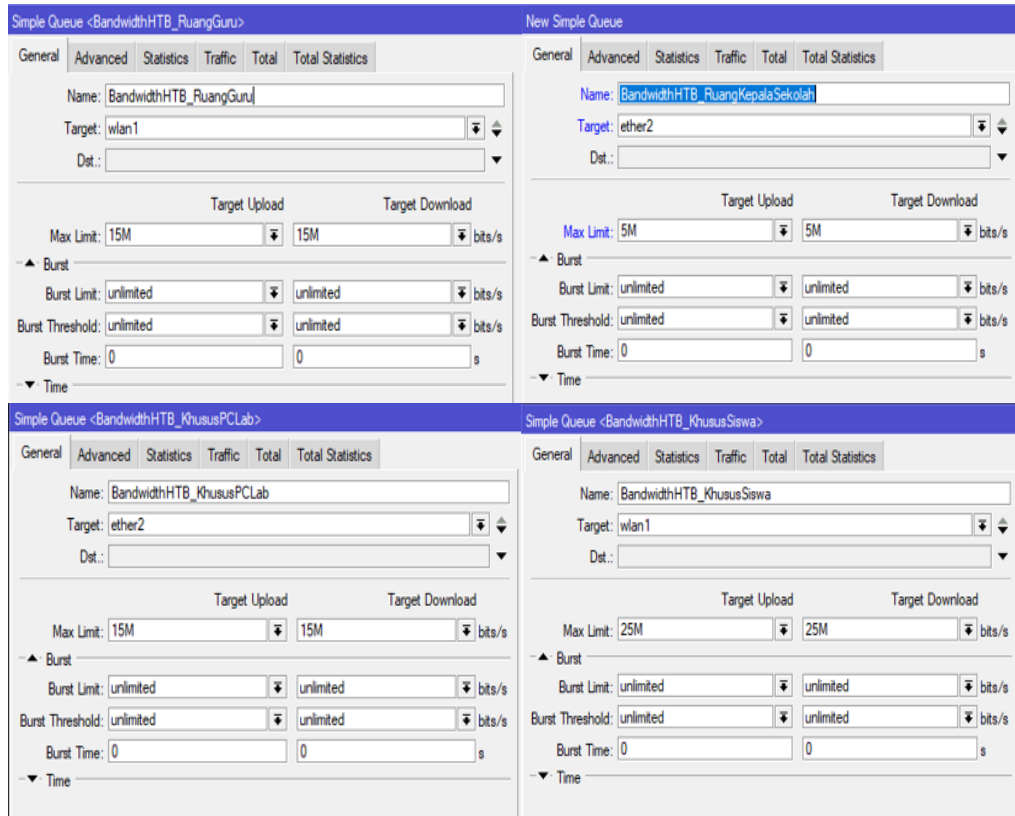 Simple Queue <BandwidthHTB_RuangGuru>
General Advanced Statistics Traffic Total Total Statistics
Name: BandwidthHTB_RuangGuru
Target: wlan1
Dst.:
Target Upload Target Download
Max Limit: 15M 15M bits/s
Burst
Burst Limit: unlimited unlimited bits/s
Burst Threshold: unlimited unlimited bits/s
Burst Time: 0 0 s
Time
New Simple Queue
General Advanced Statistics Traffic Total Total Statistics
Name: BandwidthHTB_RuangKepalaSekolah
Target: ether2
Dst.:
Target Upload Target Download
Max Limit: 5M 5M bits/s
Burst
Burst Limit: unlimited unlimited bits/s
Burst Threshold: unlimited unlimited bits/s
Burst Time: 0 0 s
Time
Simple Queue <BandwidthHTB_KhususPCLab>
General Advanced Statistics Traffic Total Total Statistics
Name: BandwidthHTB_KhususPCLab
Target: ether2
Dst.:
Target Upload Target Download
Max Limit: 15M 15M bits/s
Burst
Burst Limit: unlimited unlimited bits/s
Burst Threshold: unlimited unlimited bits/s
Burst Time: 0 0 s
Time
Simple Queue <BandwidthHTB_KhususSiswa>
General Advanced Statistics Traffic Total Total Statistics
Name: BandwidthHTB_KhususSiswa
Target: wlan1
Dst.:
Target Upload Target Download
Max Limit: 25M 25M bits/s
Burst
Burst Limit: unlimited unlimited bits/s
Burst Threshold: unlimited unlimited bits/s
Burst Time: 0 0 s
Time